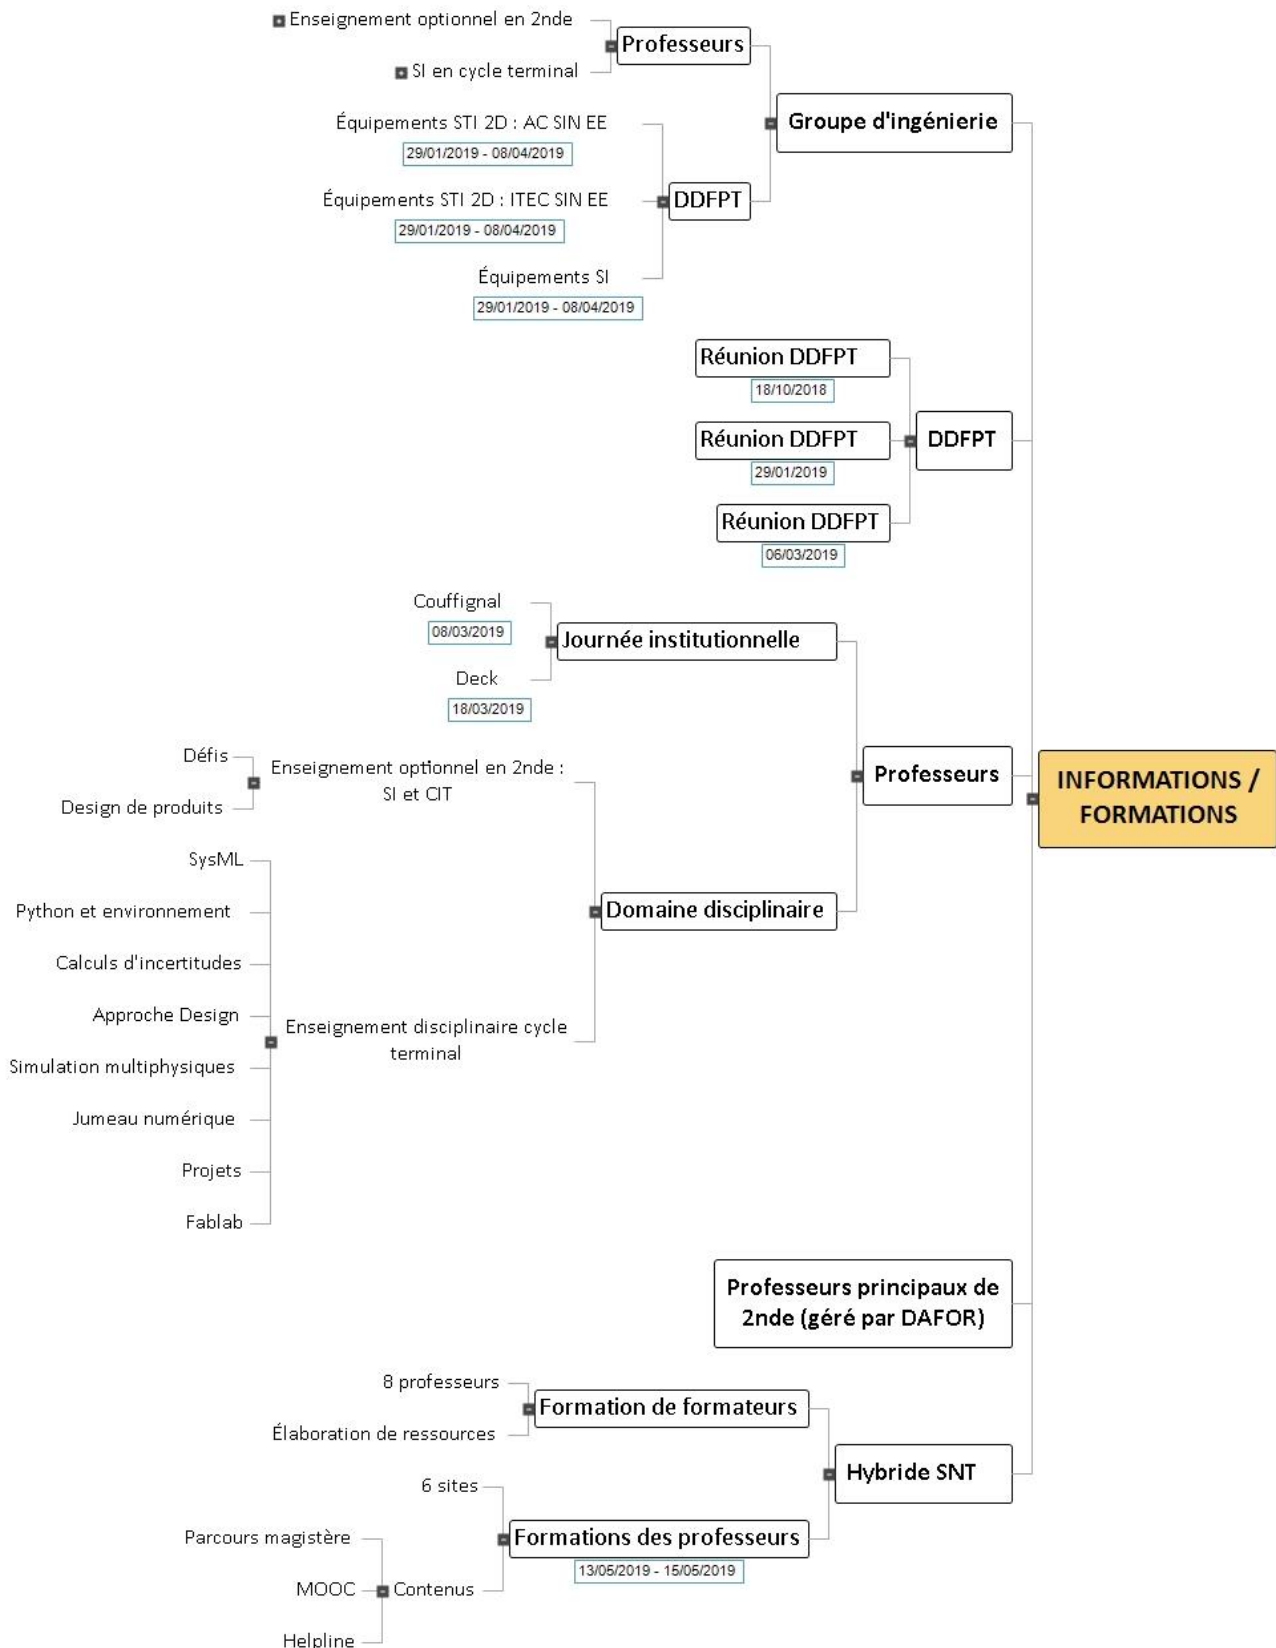 Enseignement optionnel en 2nde
Professeurs
SI en cycle terminal
Groupe d'ingénierie
Équipements STI 2D : AC SIN EE
29/01/2019 - 08/04/2019
Équipements STI 2D : ITEC SIN EE
DDFPT
29/01/2019 - 08/04/2019
Équipements SI
29/01/2019 - 08/04/2019
Réunion DDFPT
18/10/2018
Réunion DDFPT
DDFPT
29/01/2019
Réunion DDFPT
06/03/2019
Couffignal
08/03/2019
Journée institutionnelle
Deck
18/03/2019
Défis
Enseignement optionnel en 2nde :
SI et CIT
Design de produits
Professeurs
INFORMATIONS /
FORMATIONS
SysML
Python et environnement
Domaine disciplinaire
Calculs d'incertitudes
Approche Design
Enseignement disciplinaire cycle
terminal
Simulation multiphysiques
Jumeau numérique
Projets
Fablab
Professeurs principaux de
2nde (géré par DAFOR)
8 professeurs
Formation de formateurs
Élaboration de ressources
Hybride SNT
6 sites
Formations des professeurs
13/05/2019 - 15/05/2019
Parcours magistère
MOOC
Contenus
Helpline